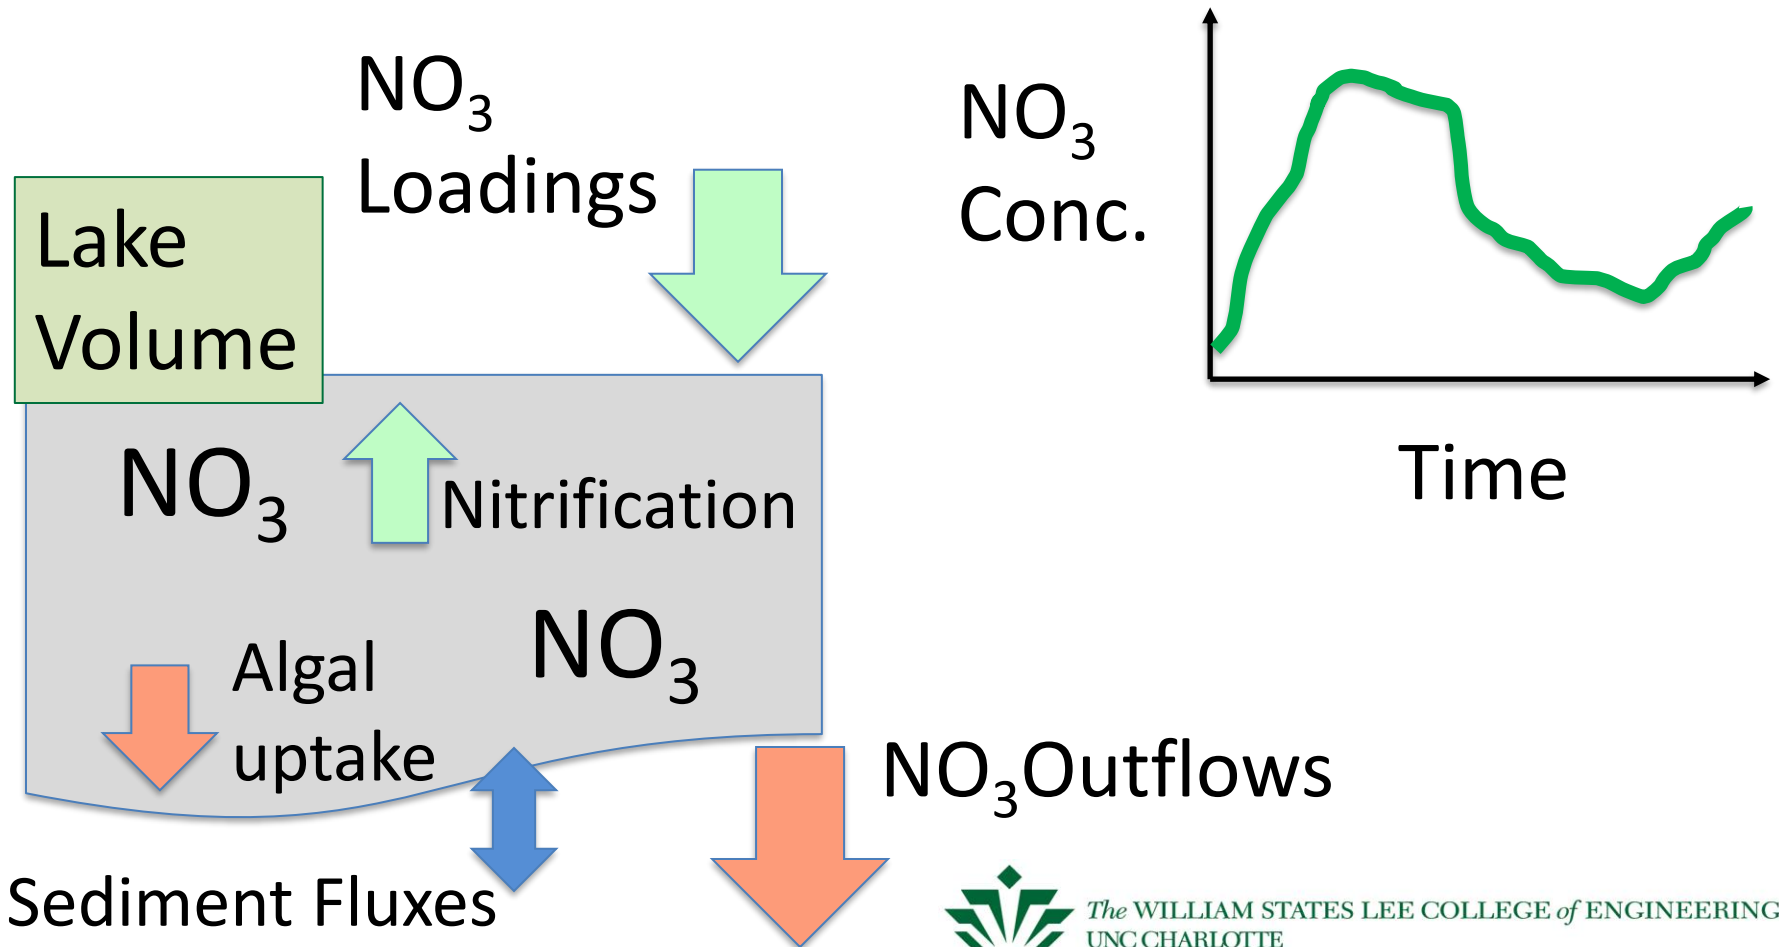 NO₃
Loadings
Lake
Volume
NO₃
Nitrification
NO₃
Algal
uptake
Sediment Fluxes
NO₃Outflows
NO₃
Conc.
Time
The WILLIAM STATES LEE COLLEGE of ENGINEERING
UNC CHARLOTTE